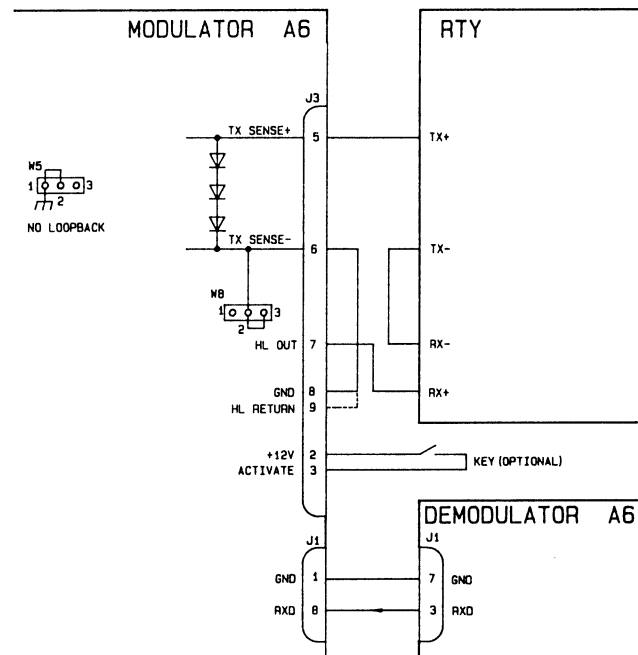 MODULATOR A6
RTY
J3
TX SENSE+ 5 TX+
W5
1 3
2
NO LOOPBACK
TX SENSE- 6 TX-
W8
1 3
2
HL OUT 7 RX-
GND 8 RX+
HL RETURN 9
+12V 2
ACTIVATE 3
KEY (OPTIONAL)
DEMODULATOR A6
J1 J1
GND 1 7 GND
RXD 8 3 RXD